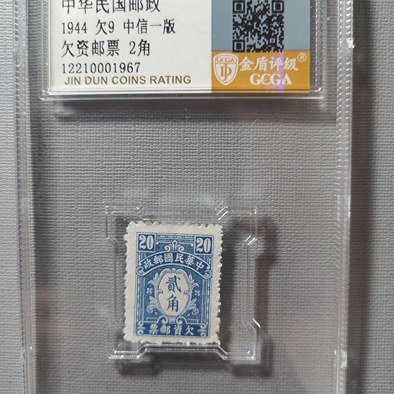 中华民国邮政
1944 欠9 中信一版
欠资邮票 2角
12210001967
JIN DUN COINS RATING
金盾评级®
GCGA
20 20
政郵國民華中
貳角
票郵資欠